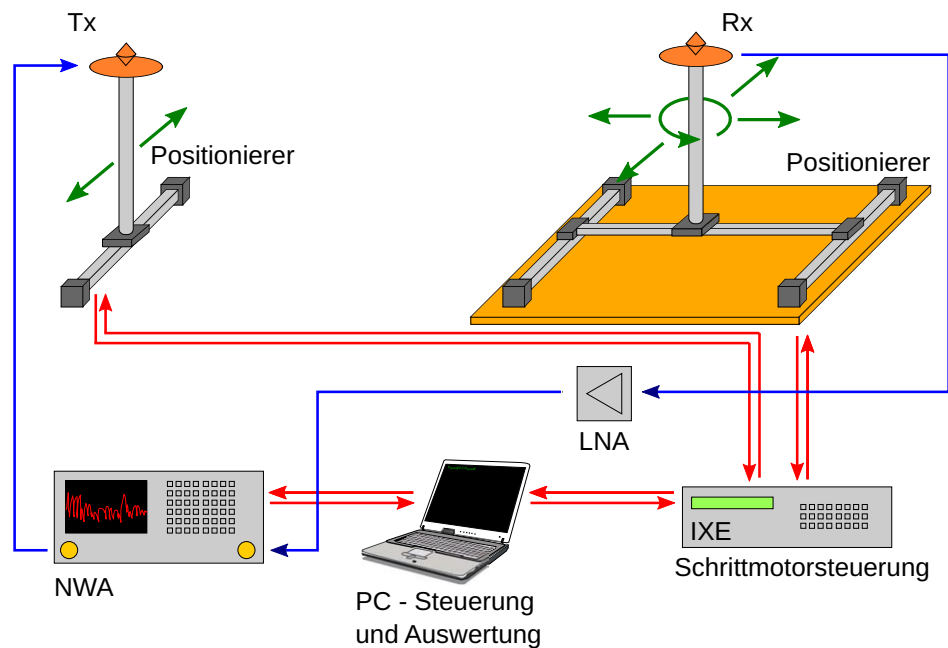 Tx
Rx
Positionierer
Positionierer
LNA
IXE
NWA
Schrittmotorsteuerung
PC - Steuerung
und Auswertung